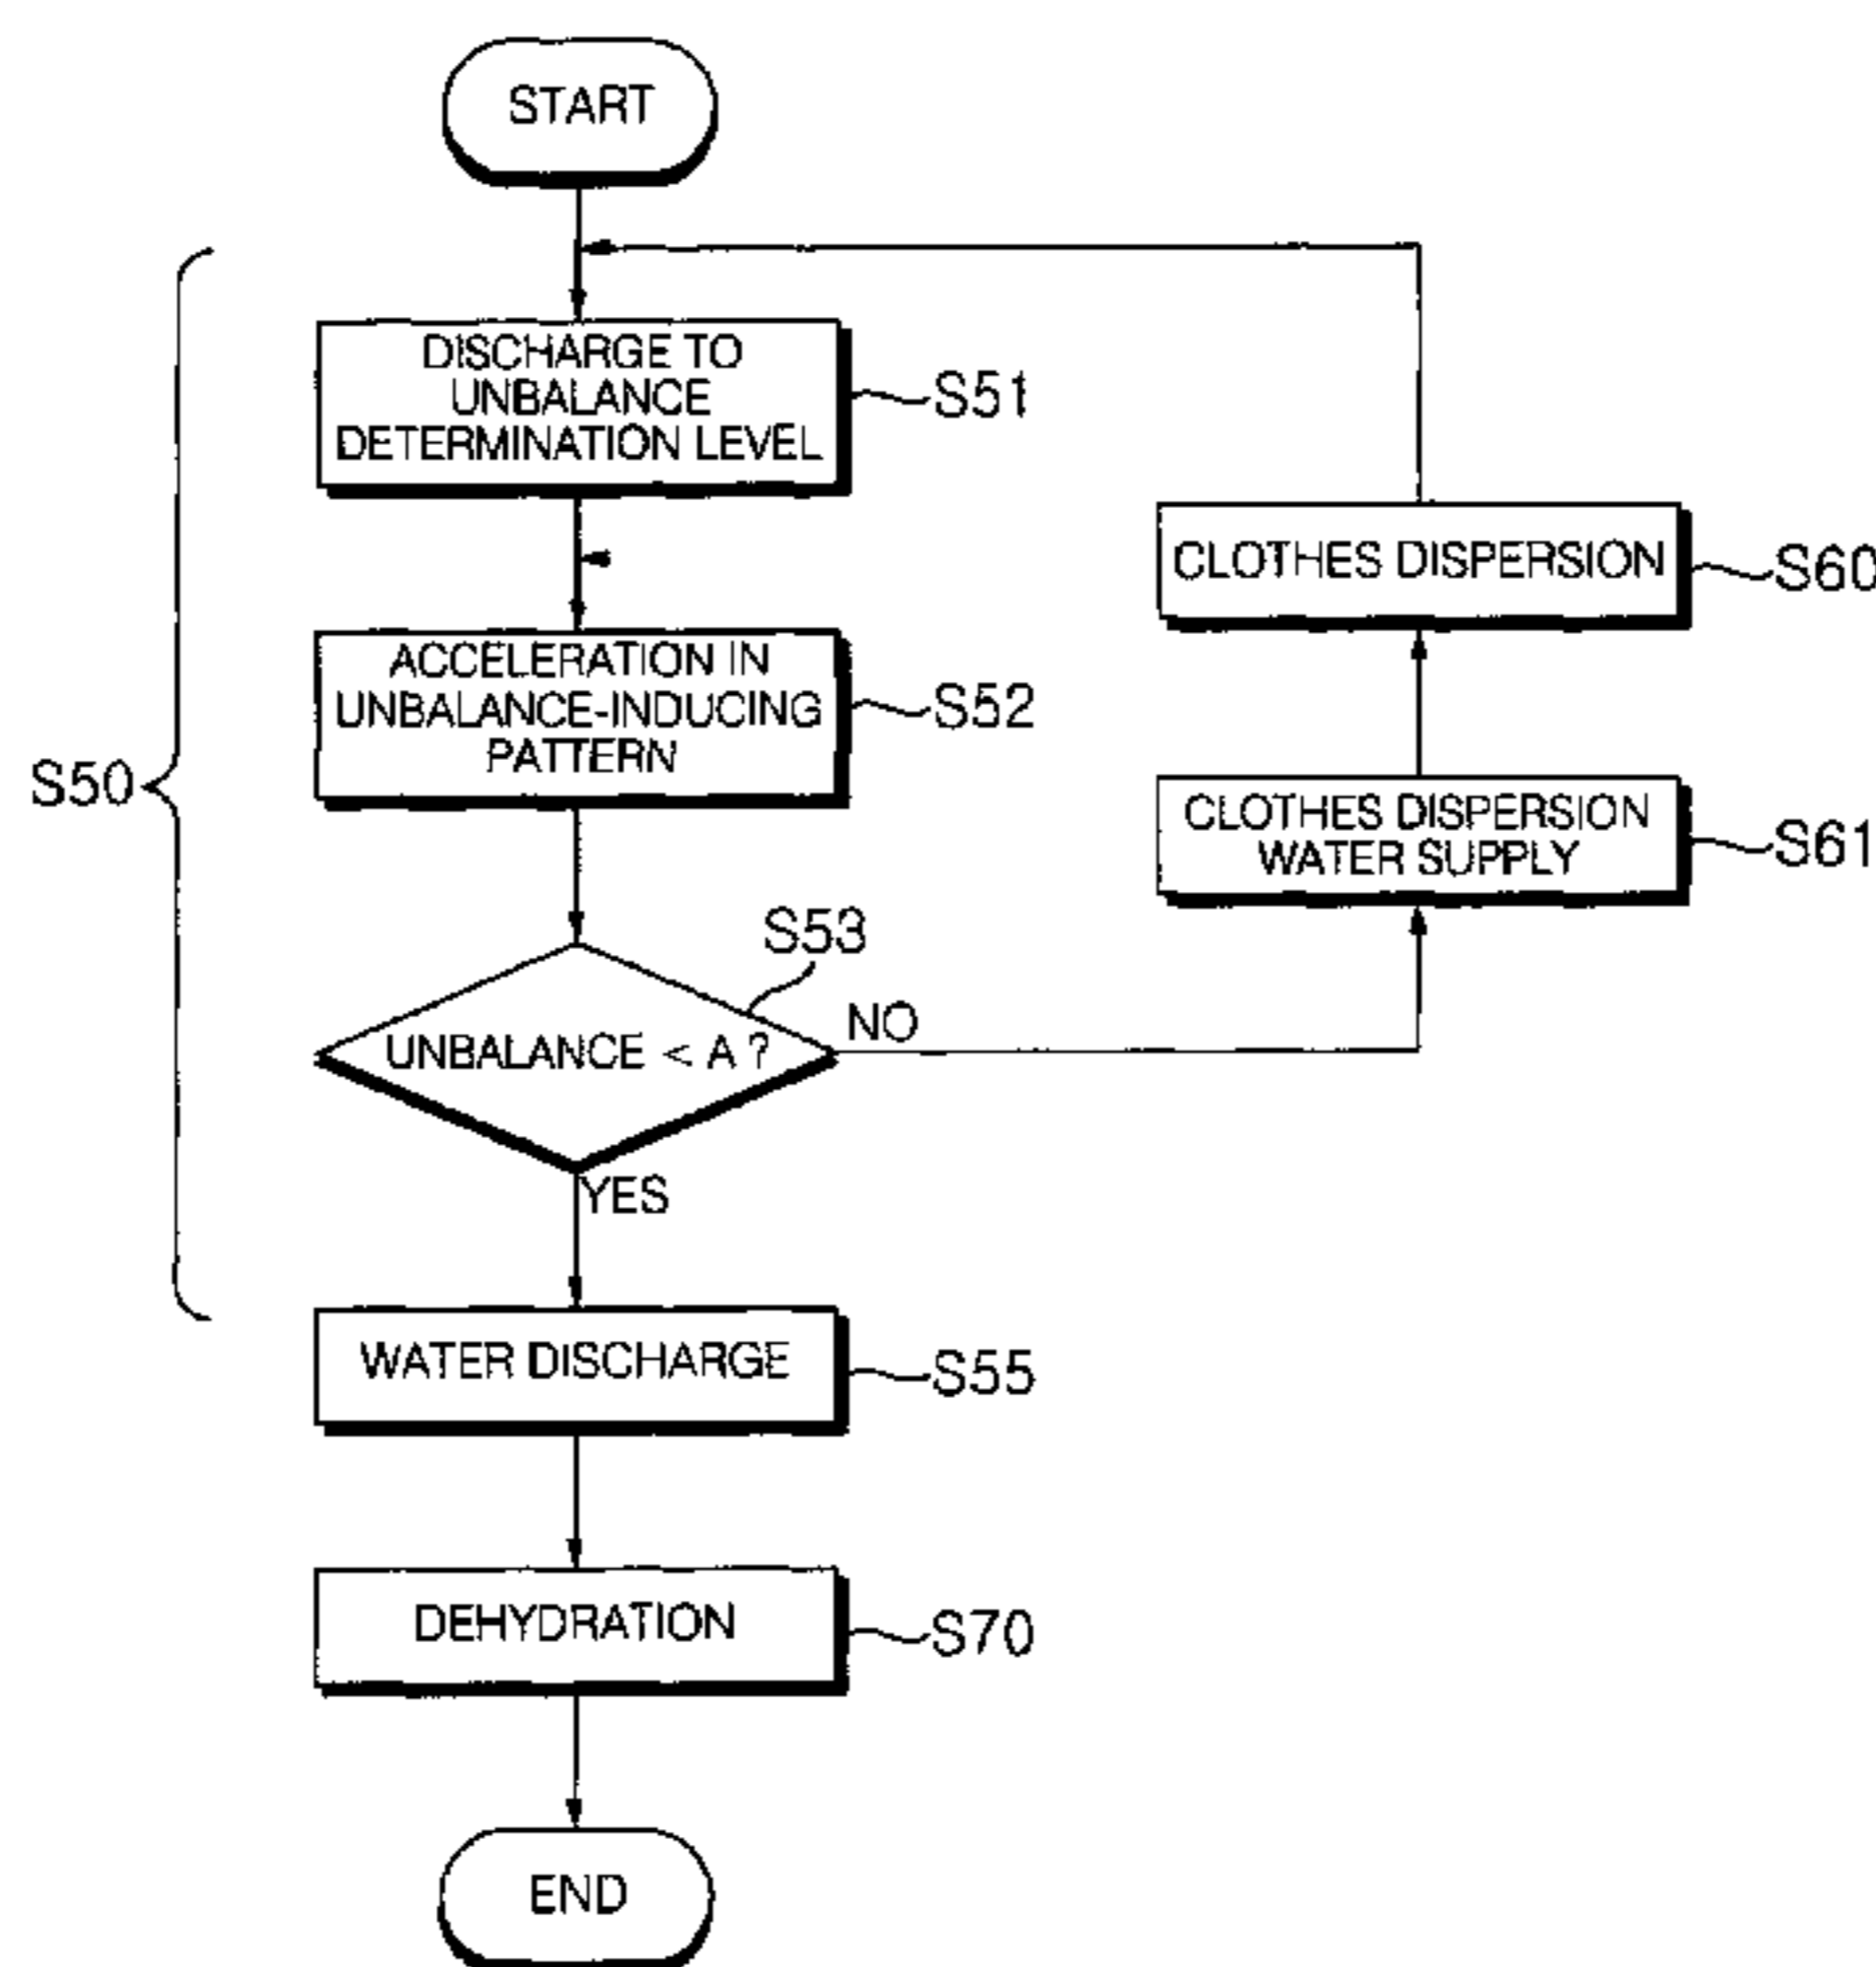 START
DISCHARGE TO
UNBALANCE
DETERMINATION LEVEL
S51
ACCELERATION IN
UNBALANCE-INDUCING
PATTERN
S52
S50
CLOTHES DISPERSION
S60
CLOTHES DISPERSION
WATER SUPPLY
S61
S53
UNBALANCE < A ?
NO
YES
WATER DISCHARGE
S55
DEHYDRATION
S70
END